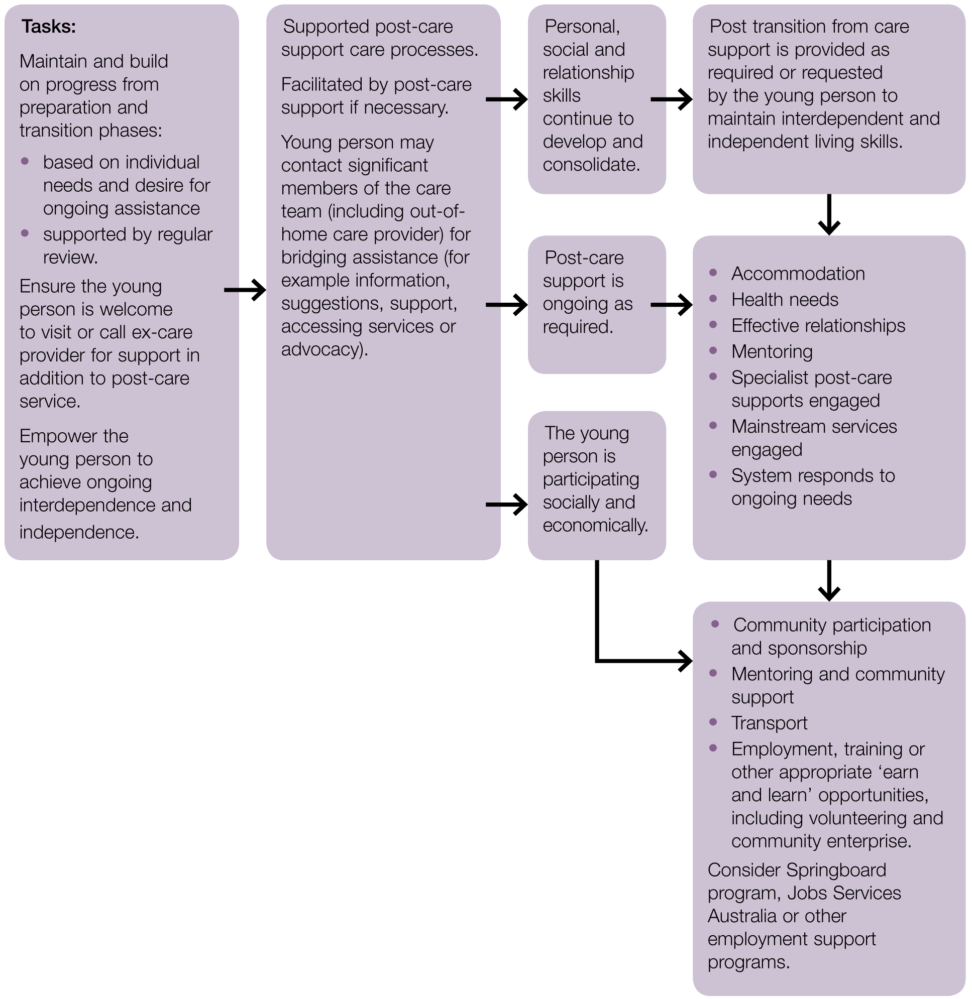 Tasks:
Maintain and build
on progress from
preparation and
transition phases:
• based on individual
needs and desire for
ongoing assistance
• supported by regular
review.
Ensure the young
person is welcome
to visit or call ex-care
provider for support in
addition to post-care
service.
Empower the
young person to
achieve ongoing
interdependence and
independence.
Supported post-care
support care processes.
Facilitated by post-care
support if necessary.
Young person may
contact significant
members of the care
team (including out-of-
home care provider) for
bridging assistance (for
example information,
suggestions, support,
accessing services or
advocacy).
Personal,
social and
relationship
skills
continue to
develop and
consolidate.
Post transition from care
support is provided as
required or requested
by the young person to
maintain interdependent and
independent living skills.
Post-care
support is
ongoing as
required.
• Accommodation
• Health needs
• Effective relationships
• Mentoring
• Specialist post-care
supports engaged
• Mainstream services
engaged
• System responds to
ongoing needs
The young
person is
participating
socially and
economically.
• Community participation
and sponsorship
• Mentoring and community
support
• Transport
• Employment, training or
other appropriate ‘earn
and learn’ opportunities,
including volunteering and
community enterprise.
Consider Springboard
program, Jobs Services
Australia or other
employment support
programs.